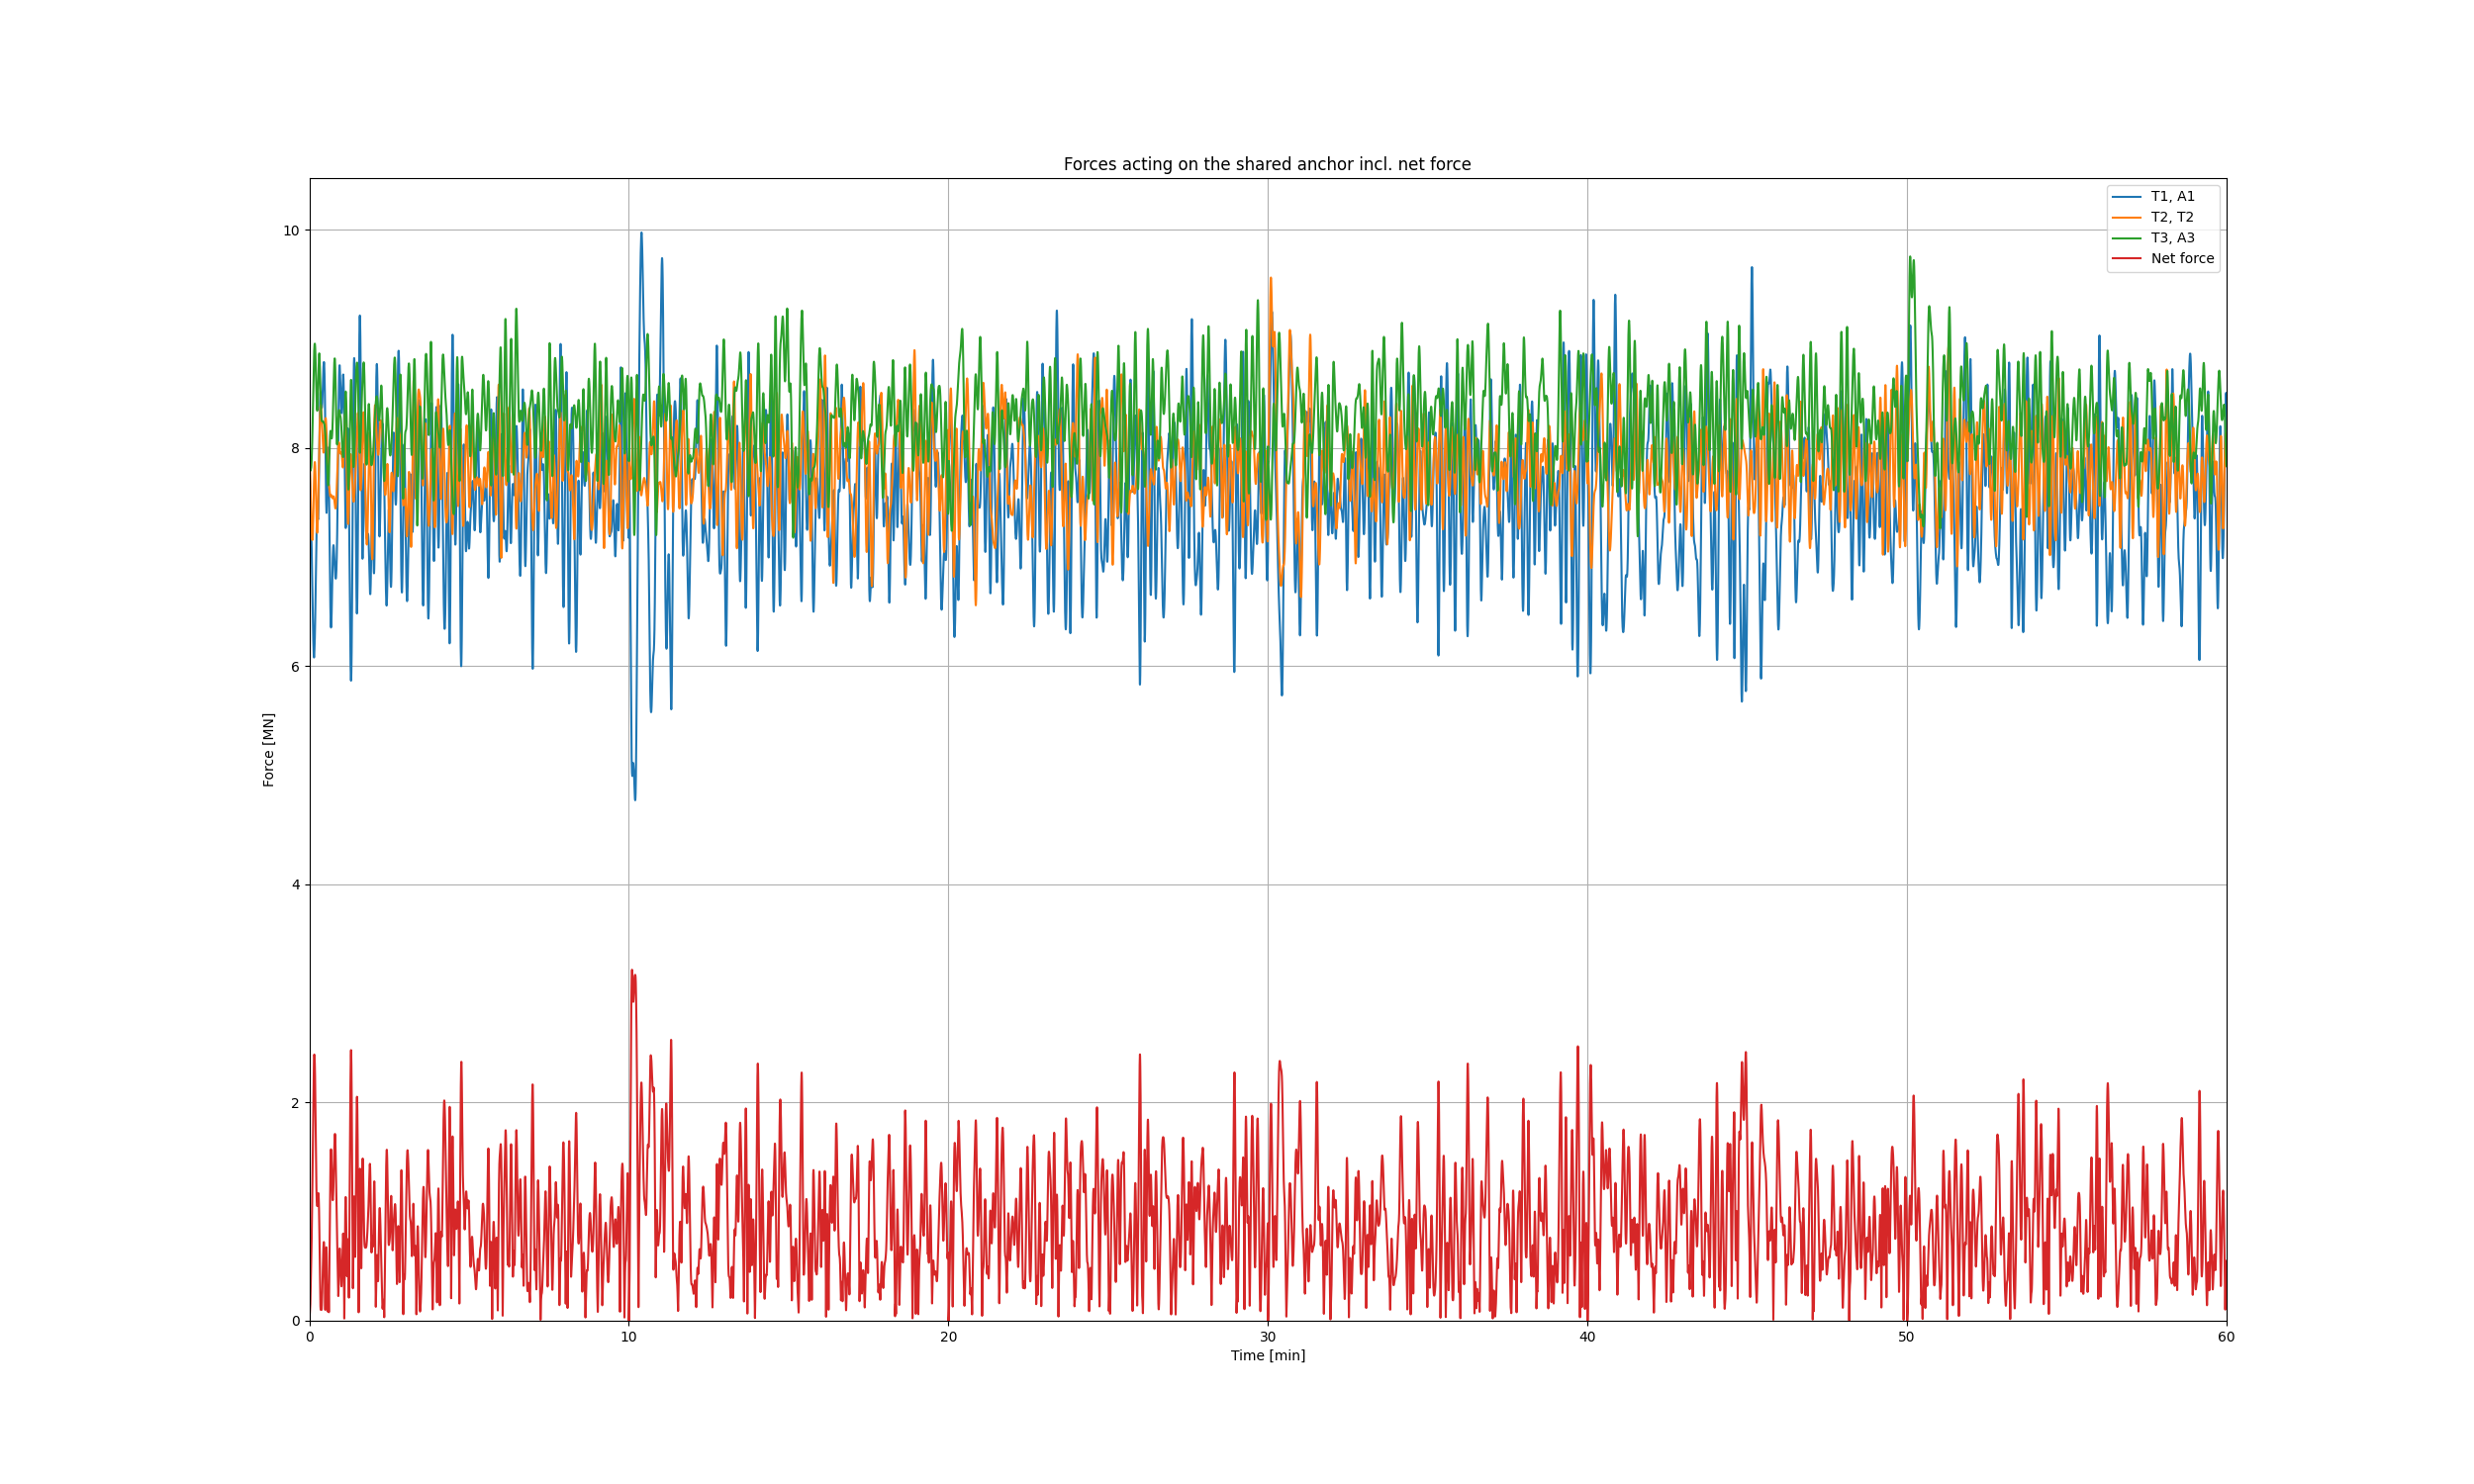 Forces acting on the shared anchor incl. net force
T1, A1
T2, T2
T3, A3
Net force
Force [MN]
10
8
6
4
2
0
0 10 20 30 40 50 60
Time [min]